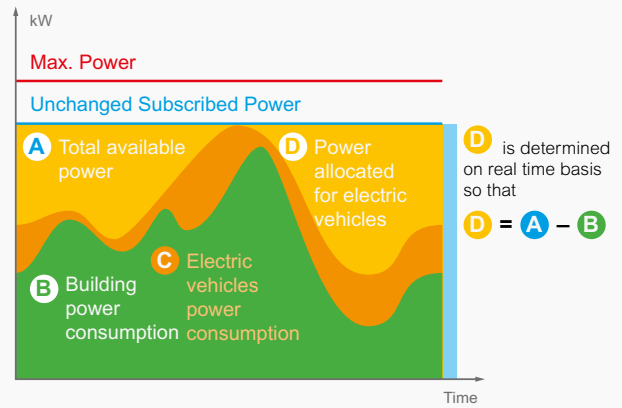 kW
Max. Power
Unchanged Subscribed Power
A Total available
power
D Power
allocated
for electric
vehicles
C Electric
vehicles
power
consumption
B Building
power
consumption
D is determined
on real time basis
so that
D = A – B
Time